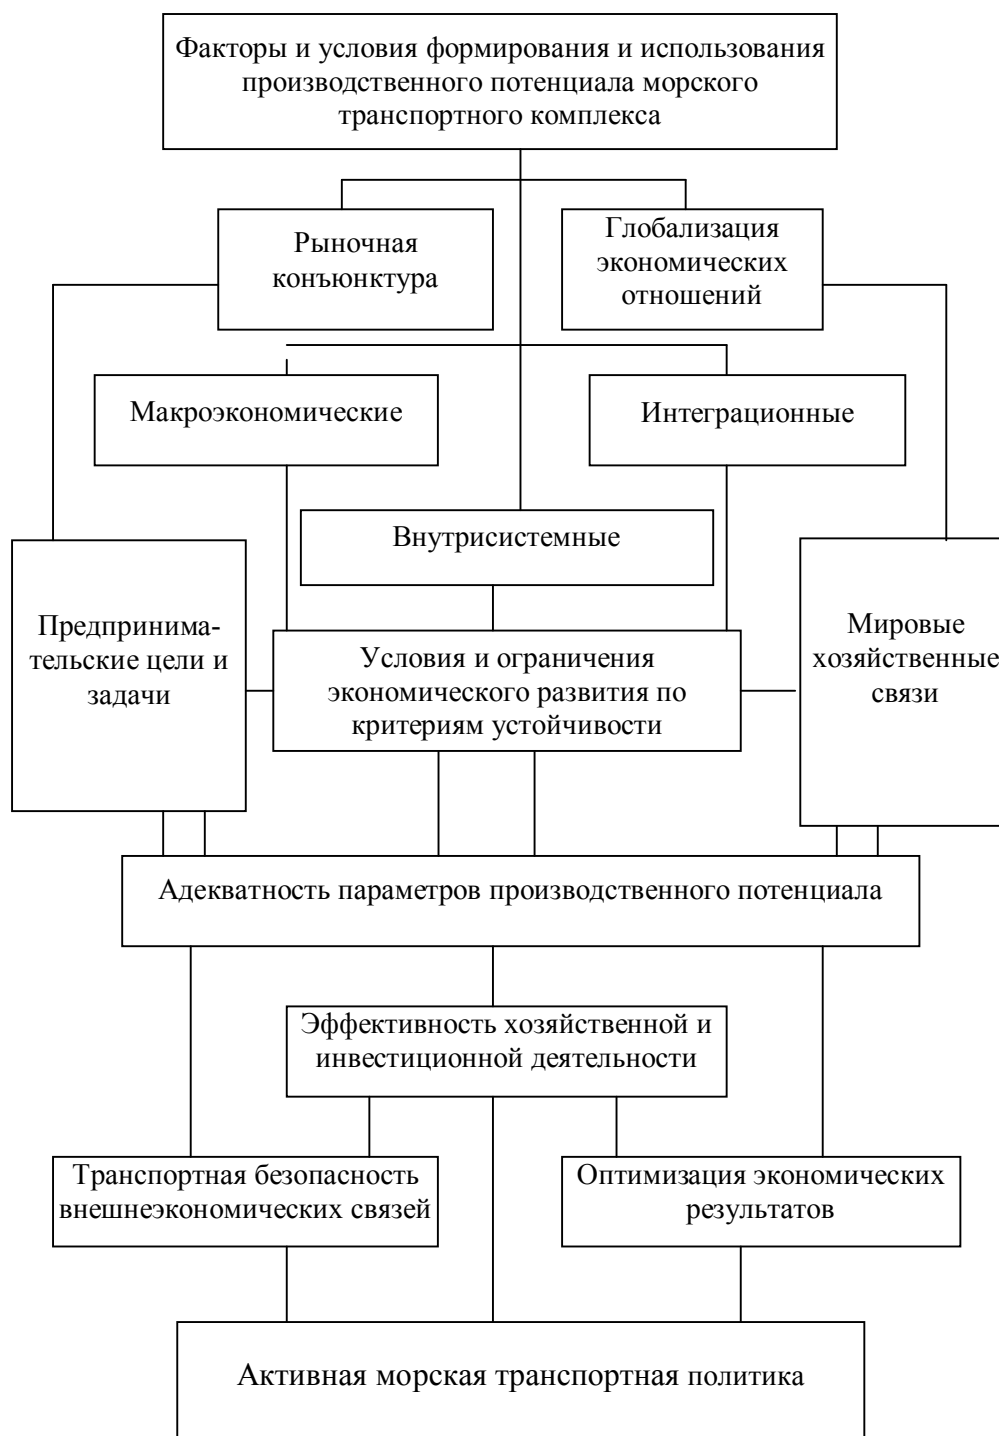 Факторы и условия формирования и использования
производственного потенциала морского
транспортного комплекса
Рыночная
конъюнктура
Глобализация
экономических
отношений
Макроэкономические
Интеграционные
Внутрисистемные
Предпринима-
тельские цели и
задачи
Условия и ограничения
экономического развития по
критериям устойчивости
Мировые
хозяйственные
связи
Адекватность параметров производственного потенциала
Эффективность хозяйственной и
инвестиционной деятельности
Транспортная безопасность
внешнеэкономических связей
Оптимизация экономических
результатов
Активная морская транспортная политика